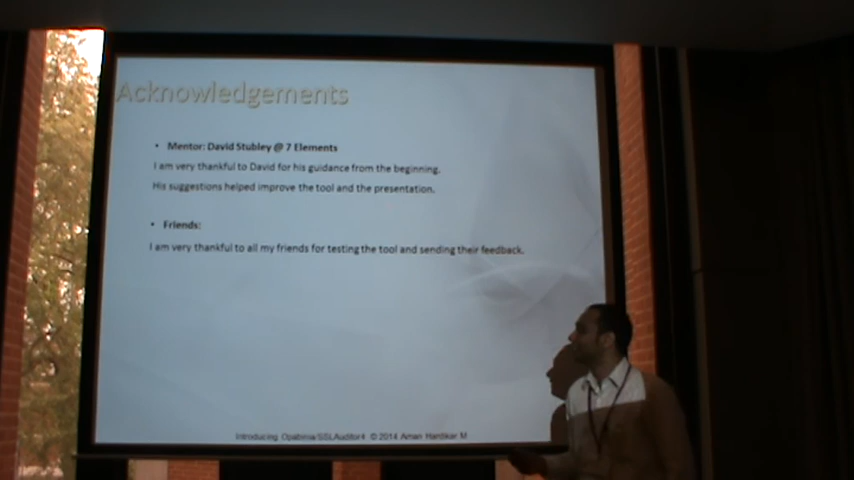 Acknowledgements
• Mentor: David Stubley @ 7 Elements
I am very thankful to David for his guidance from the beginning.
His suggestions helped improve the tool and the presentation.
• Friends:
I am very thankful to all my friends for testing the tool and sending their feedback.
Introducing Opabinia/SSLAuditor4 © 2014 Aman Hardikar M